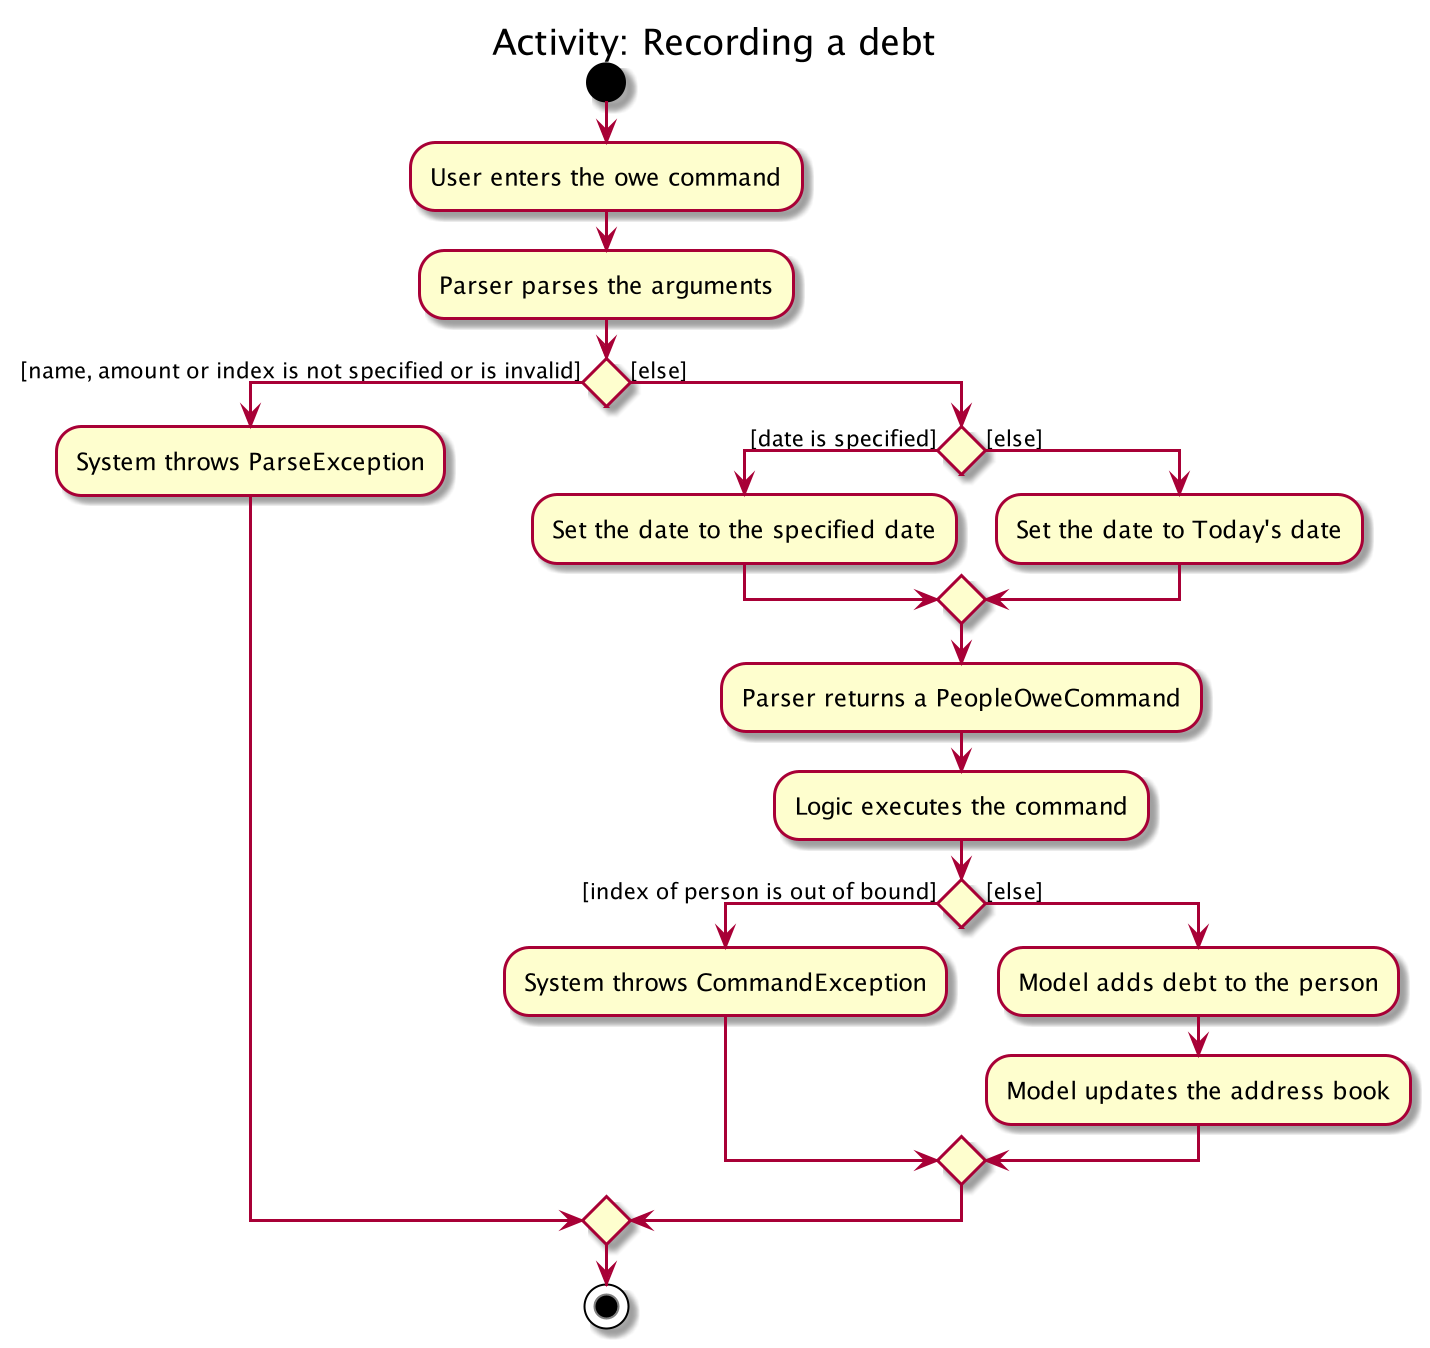 Activity: Recording a debt
User enters the owe command
Parser parses the arguments
[name, amount or index is not specified or is invalid]
[else]
System throws ParseException
[date is specified]
[else]
Set the date to the specified date
Set the date to Today's date
Parser returns a PeopleOweCommand
Logic executes the command
[index of person is out of bound]
[else]
System throws CommandException
Model adds debt to the person
Model updates the address book